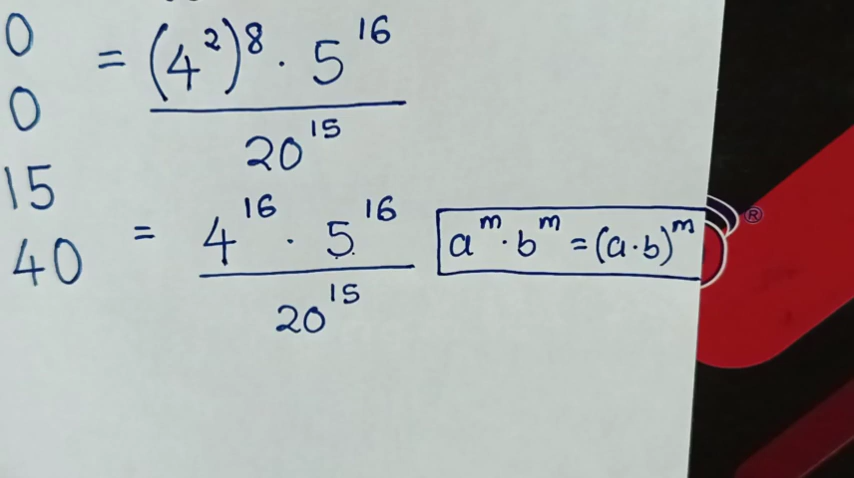 0
0
15
40
= (4²)⁸ · 5¹⁶
20¹⁵
= 4¹⁶ · 5¹⁶
20¹⁵
aᵐ · bᵐ = (a · b)ᵐ
®